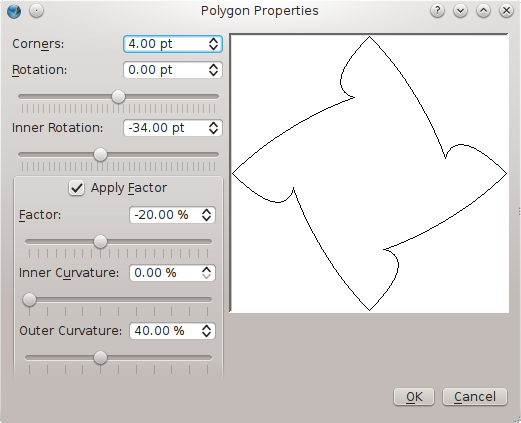 Polygon Properties
Corners: 4.00 pt
Rotation: 0.00 pt
Inner Rotation: -34.00 pt
Apply Factor
Factor: -20.00 %
Inner Curvature: 0.00 %
Outer Curvature: 40.00 %
OK Cancel